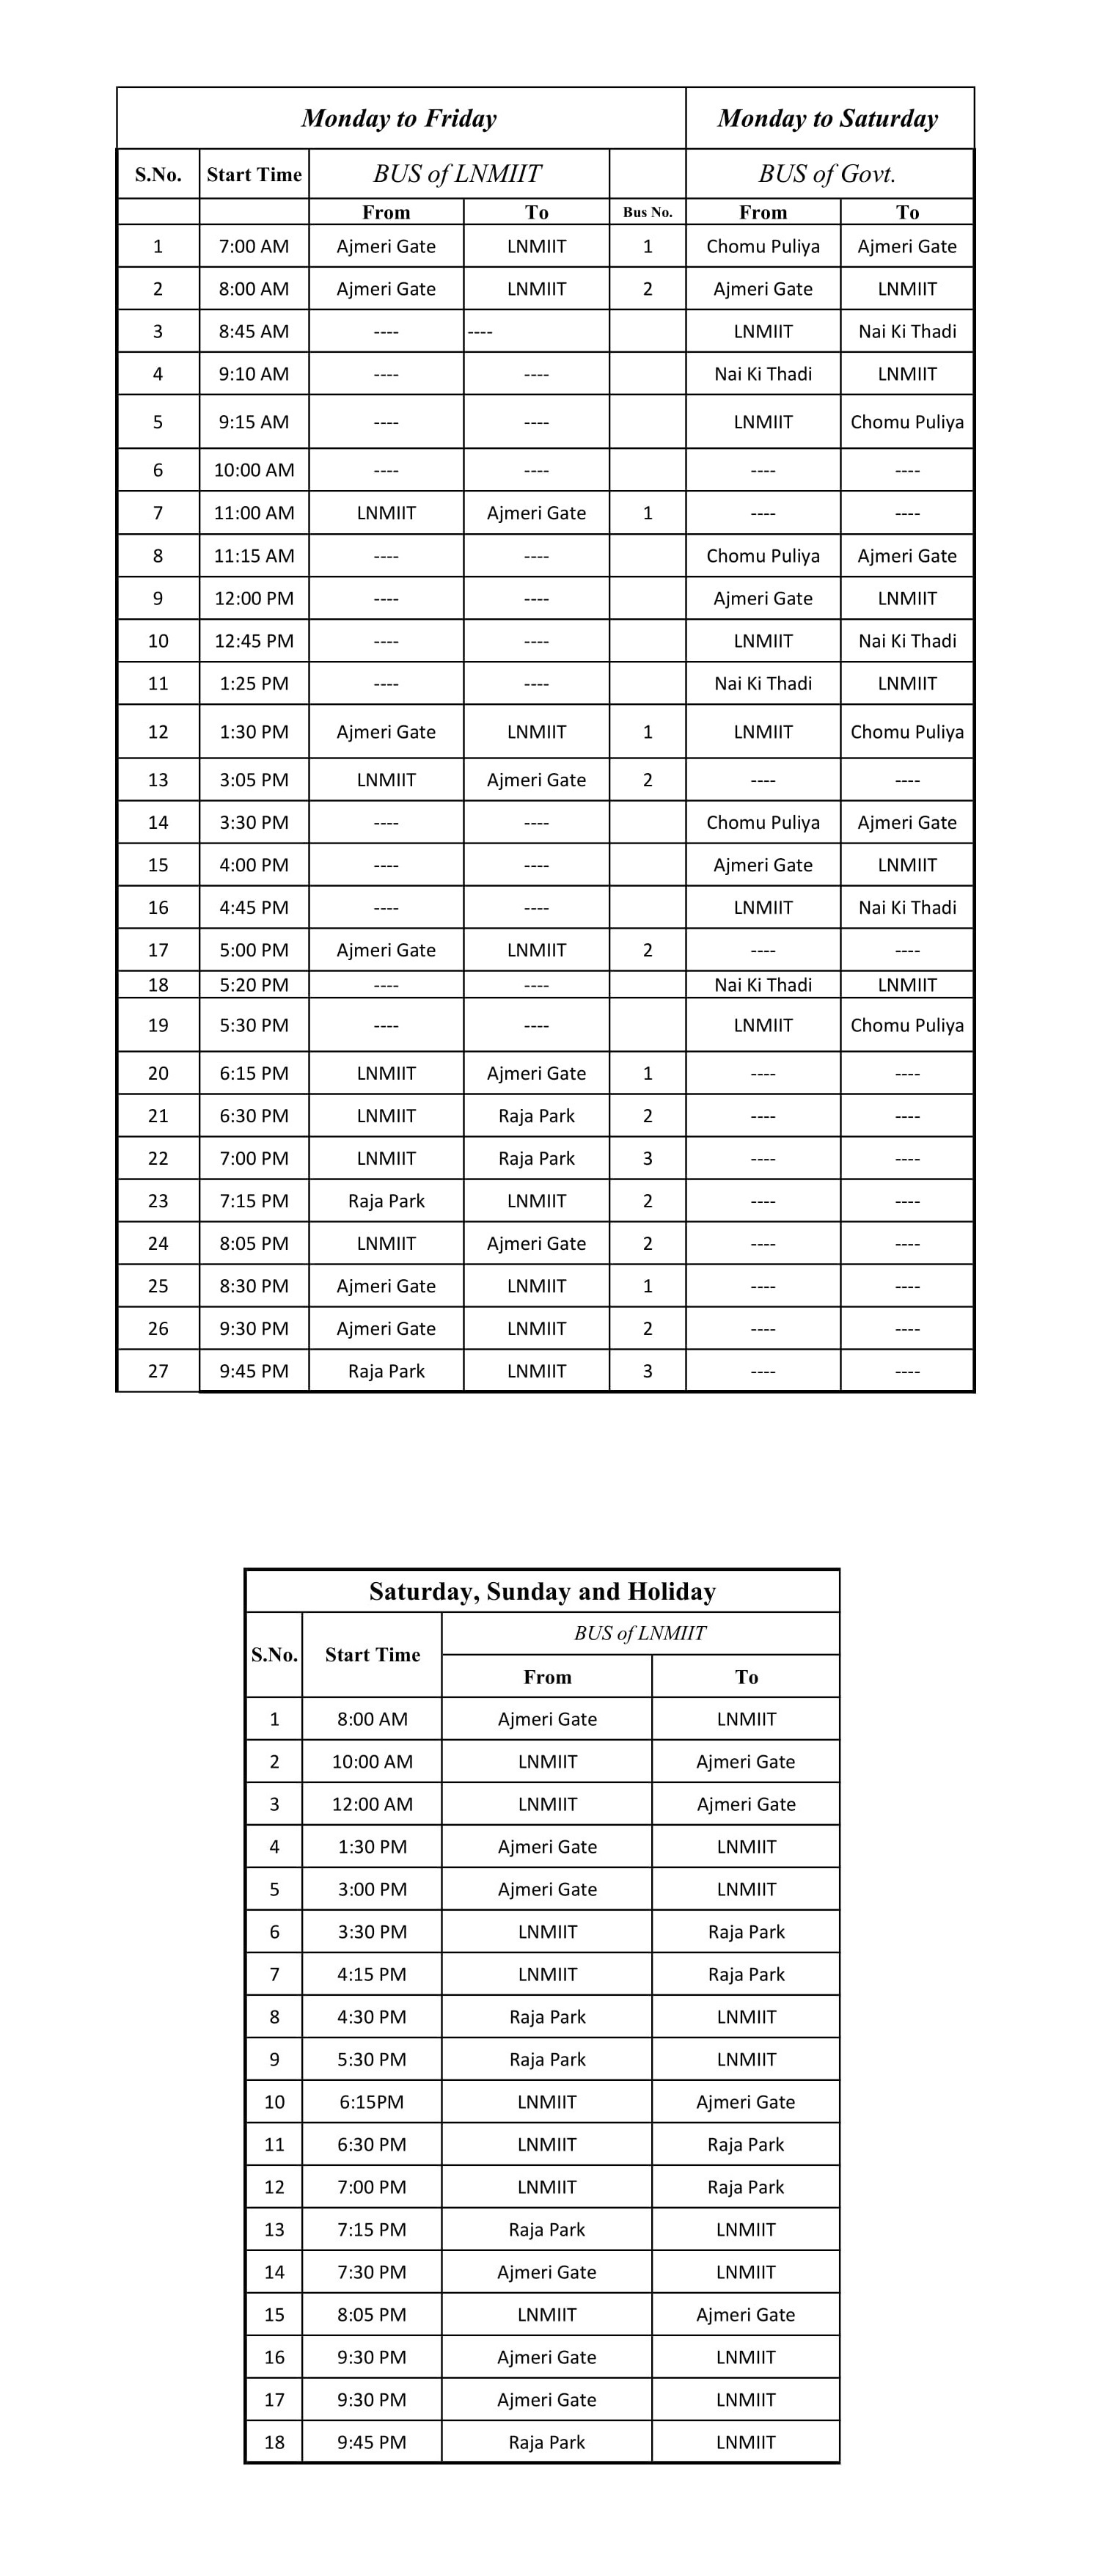 Monday to Friday Monday to Saturday
S.No. Start Time BUS of LNMIIT BUS of Govt.
From To Bus No. From To
1 7:00 AM Ajmeri Gate LNMIIT 1 Chomu Puliya Ajmeri Gate
2 8:00 AM Ajmeri Gate LNMIIT 2 Ajmeri Gate LNMIIT
3 8:45 AM ---- ---- LNMIIT Nai Ki Thadi
4 9:10 AM ---- ---- Nai Ki Thadi LNMIIT
5 9:15 AM ---- ---- LNMIIT Chomu Puliya
6 10:00 AM ---- ---- ---- ----
7 11:00 AM LNMIIT Ajmeri Gate 1 ---- ----
8 11:15 AM ---- ---- Chomu Puliya Ajmeri Gate
9 12:00 PM ---- ---- Ajmeri Gate LNMIIT
10 12:45 PM ---- ---- LNMIIT Nai Ki Thadi
11 1:25 PM ---- ---- Nai Ki Thadi LNMIIT
12 1:30 PM Ajmeri Gate LNMIIT 1 LNMIIT Chomu Puliya
13 3:05 PM LNMIIT Ajmeri Gate 2 ---- ----
14 3:30 PM ---- ---- Chomu Puliya Ajmeri Gate
15 4:00 PM ---- ---- Ajmeri Gate LNMIIT
16 4:45 PM ---- ---- LNMIIT Nai Ki Thadi
17 5:00 PM Ajmeri Gate LNMIIT 2 ---- ----
18 5:20 PM ---- ---- Nai Ki Thadi LNMIIT
19 5:30 PM ---- ---- LNMIIT Chomu Puliya
20 6:15 PM LNMIIT Ajmeri Gate 1 ---- ----
21 6:30 PM LNMIIT Raja Park 2 ---- ----
22 7:00 PM LNMIIT Raja Park 3 ---- ----
23 7:15 PM Raja Park LNMIIT 2 ---- ----
24 8:05 PM LNMIIT Ajmeri Gate 2 ---- ----
25 8:30 PM Ajmeri Gate LNMIIT 1 ---- ----
26 9:30 PM Ajmeri Gate LNMIIT 2 ---- ----
27 9:45 PM Raja Park LNMIIT 3 ---- ----
Saturday, Sunday and Holiday
S.No. Start Time BUS of LNMIIT
From To
1 8:00 AM Ajmeri Gate LNMIIT
2 10:00 AM LNMIIT Ajmeri Gate
3 12:00 AM LNMIIT Ajmeri Gate
4 1:30 PM Ajmeri Gate LNMIIT
5 3:00 PM Ajmeri Gate LNMIIT
6 3:30 PM LNMIIT Raja Park
7 4:15 PM LNMIIT Raja Park
8 4:30 PM Raja Park LNMIIT
9 5:30 PM Raja Park LNMIIT
10 6:15PM LNMIIT Ajmeri Gate
11 6:30 PM LNMIIT Raja Park
12 7:00 PM LNMIIT Raja Park
13 7:15 PM Raja Park LNMIIT
14 7:30 PM Ajmeri Gate LNMIIT
15 8:05 PM LNMIIT Ajmeri Gate
16 9:30 PM Ajmeri Gate LNMIIT
17 9:30 PM Ajmeri Gate LNMIIT
18 9:45 PM Raja Park LNMIIT